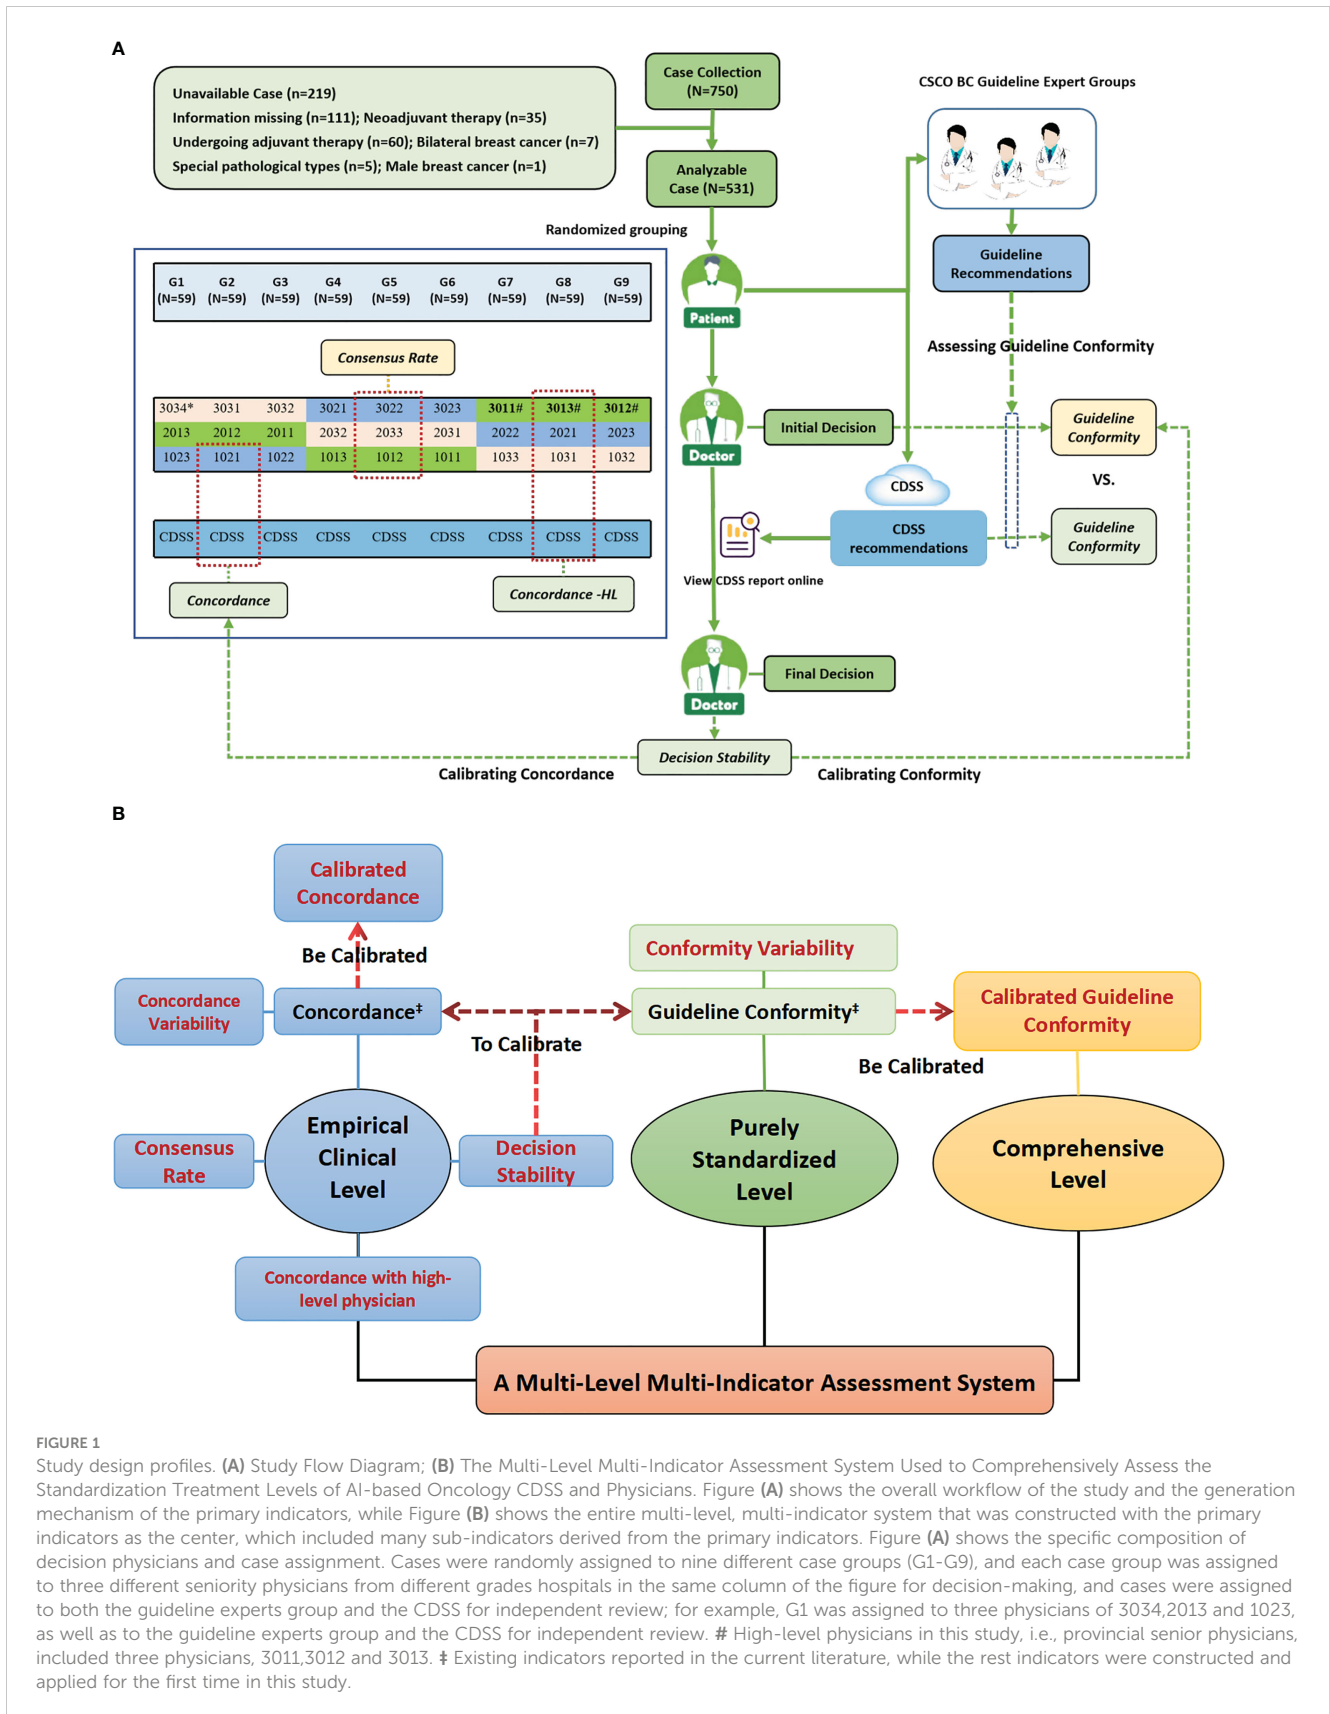 A
Unavailable Case (n=219)
Information missing (n=111); Neoadjuvant therapy (n=35)
Undergoing adjuvant therapy (n=60); Bilateral breast cancer (n=7)
Special pathological types (n=5); Male breast cancer (n=1)
Case Collection
(N=750)
Analyzable
Case (N=531)
CSCO BC Guideline Expert Groups
Guideline
Recommendations
Randomized grouping
G1 G2 G3 G4 G5 G6 G7 G8 G9
(N=59) (N=59) (N=59) (N=59) (N=59) (N=59) (N=59) (N=59) (N=59)
Consensus Rate
3034* 3031 3032 3021 3022 3023 3011# 3013# 3012#
2013 2012 2011 2032 2033 2031 2022 2021 2023
1023 1021 1022 1013 1012 1011 1033 1031 1032
CDSS CDSS CDSS CDSS CDSS CDSS CDSS CDSS CDSS
Concordance
Concordance -HL
Patient
Assessing Guideline Conformity
Doctor
Initial Decision
Guideline
Conformity
VS.
CDSS
CDSS
recommendations
Guideline
Conformity
View CDSS report online
Doctor
Final Decision
Decision Stability
Calibrating Concordance
Calibrating Conformity
B
Calibrated
Concordance
Be Calibrated
Concordance
Variability
Concordance‡
To Calibrate
Conformity Variability
Guideline Conformity‡
Calibrated Guideline
Conformity
Be Calibrated
Consensus
Rate
Empirical
Clinical
Level
Decision
Stability
Purely
Standardized
Level
Comprehensive
Level
Concordance with high-
level physician
A Multi-Level Multi-Indicator Assessment System
FIGURE 1
Study design profiles. (A) Study Flow Diagram; (B) The Multi-Level Multi-Indicator Assessment System Used to Comprehensively Assess the
Standardization Treatment Levels of AI-based Oncology CDSS and Physicians. Figure (A) shows the overall workflow of the study and the generation
mechanism of the primary indicators, while Figure (B) shows the entire multi-level, multi-indicator system that was constructed with the primary
indicators as the center, which included many sub-indicators derived from the primary indicators. Figure (A) shows the specific composition of
decision physicians and case assignment. Cases were randomly assigned to nine different case groups (G1-G9), and each case group was assigned
to three different seniority physicians from different grades hospitals in the same column of the figure for decision-making, and cases were assigned
to both the guideline experts group and the CDSS for independent review; for example, G1 was assigned to three physicians of 3034,2013 and 1023,
as well as to the guideline experts group and the CDSS for independent review. # High-level physicians in this study, i.e., provincial senior physicians,
included three physicians, 3011,3012 and 3013. ‡ Existing indicators reported in the current literature, while the rest indicators were constructed and
applied for the first time in this study.